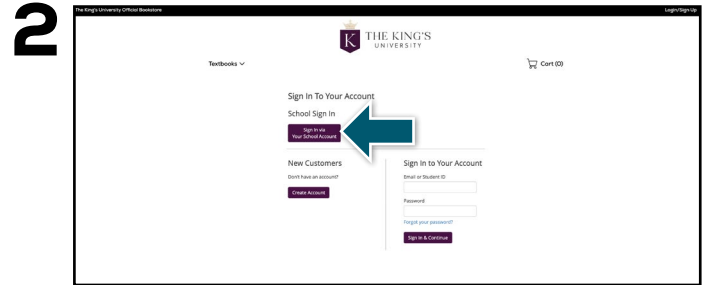 2
The King's University Official Bookstore
Login/Sign-Up
K
THE KING'S
UNIVERSITY
Textbooks
Cart (0)
Sign In To Your Account
School Sign In
Sign in via
Your School Account
New Customers
Don't have an account?
Create Account
Sign In to Your Account
Email or Student ID
Password
Forgot your password?
Sign In & Continue